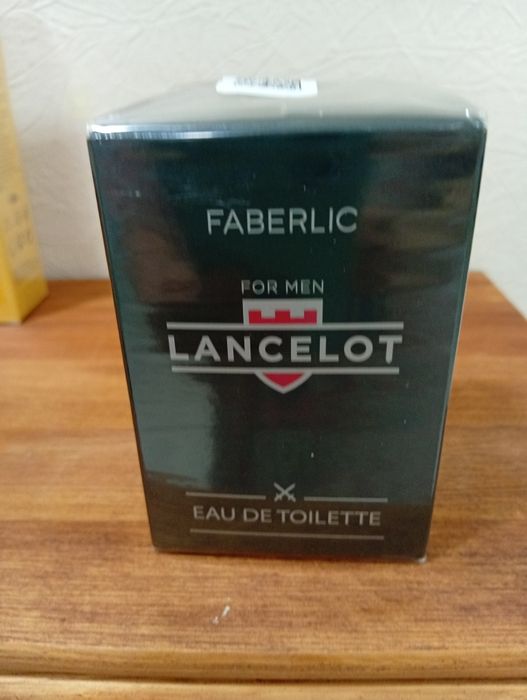 FABERLIC
FOR MEN
LANCELOT
EAU DE TOILETTE